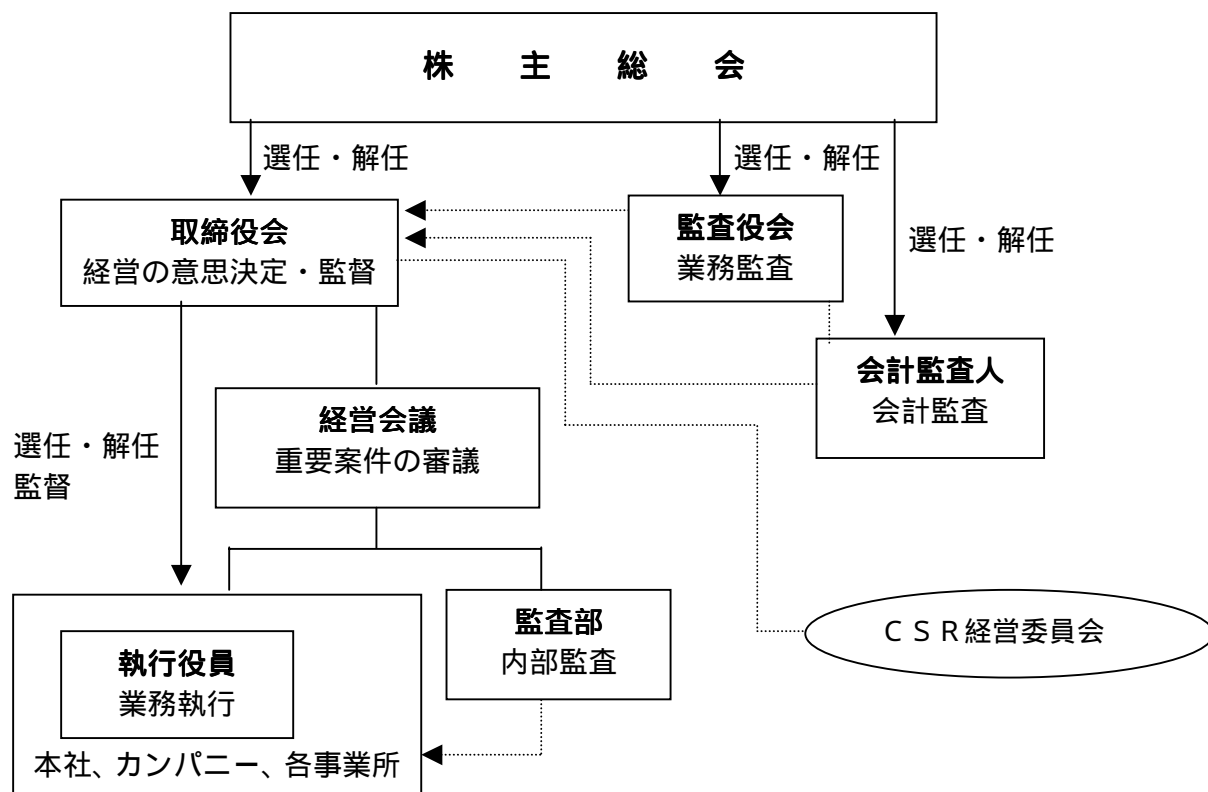 株 主 総 会
選任・解任
選任・解任
取締役会
経営の意思決定・監督
監査役会
業務監査
選任・解任
会計監査人
会計監査
経営会議
重要案件の審議
選任・解任
監督
監査部
内部監査
ＣＳＲ経営委員会
執行役員
業務執行
本社、カンパニー、各事業所